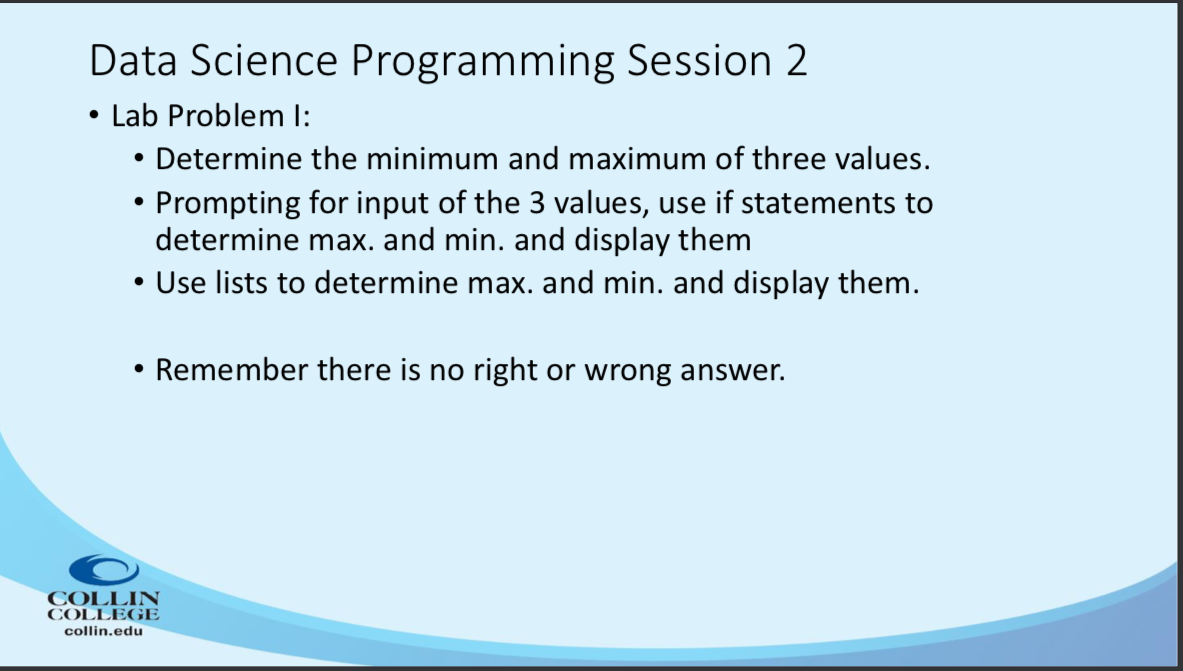 Data Science Programming Session 2
• Lab Problem I:
• Determine the minimum and maximum of three values.
• Prompting for input of the 3 values, use if statements to
determine max. and min. and display them
• Use lists to determine max. and min. and display them.
• Remember there is no right or wrong answer.
COLLIN
COLLEGE
collin.edu